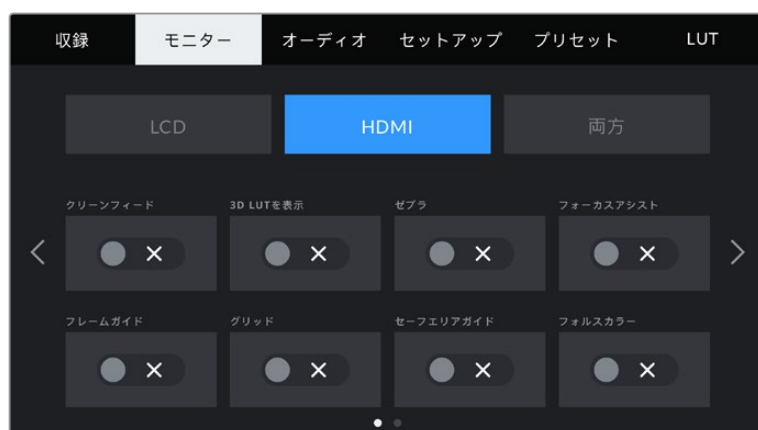 収録 モニター オーディオ セットアップ プリセット LUT
LCD HDMI 両方
クリーンフィード 3D LUTを表示 ゼブラ フォーカスアシスト
フレームガイド グリッド セーフエリアガイド フォルスカラー